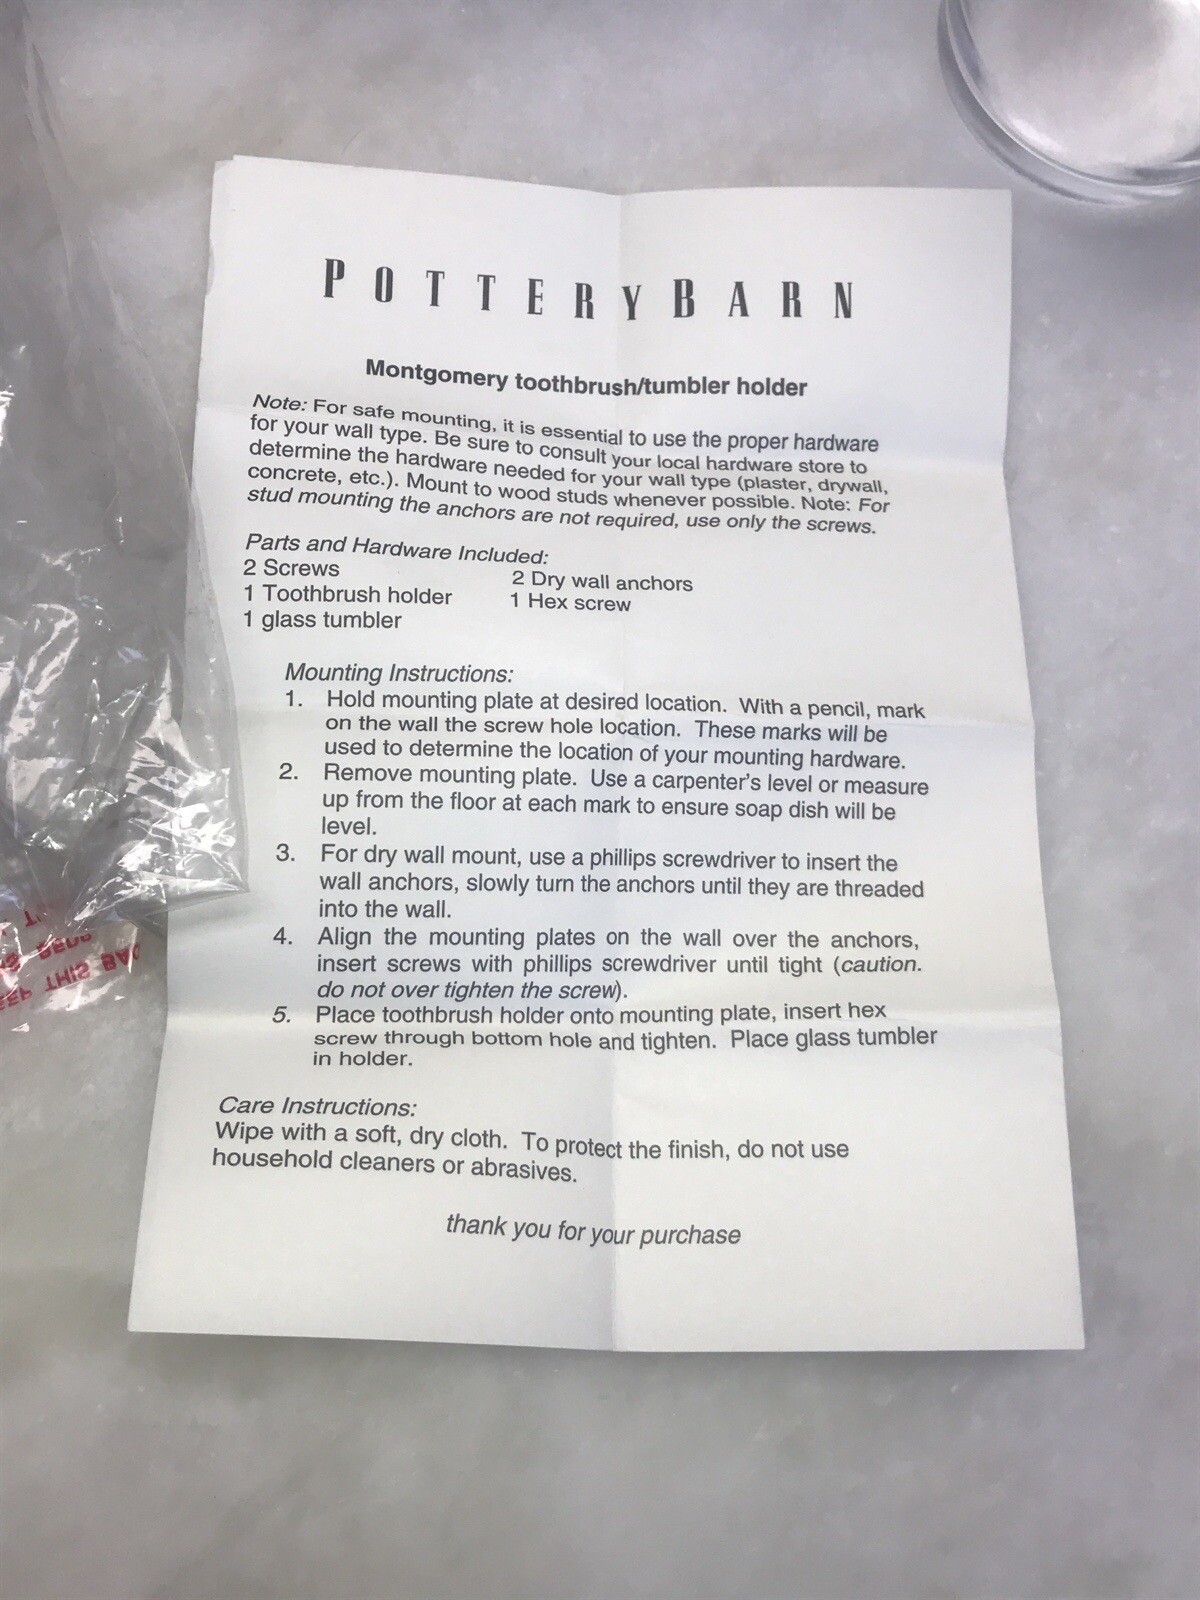 POTTERYBARN
Montgomery toothbrush/tumbler holder
Note: For safe mounting, it is essential to use the proper hardware
for your wall type. Be sure to consult your local hardware store to
determine the hardware needed for your wall type (plaster, drywall,
concrete, etc.). Mount to wood studs whenever possible. Note: For
stud mounting the anchors are not required, use only the screws.
Parts and Hardware Included:
2 Screws 2 Dry wall anchors
1 Toothbrush holder 1 Hex screw
1 glass tumbler
Mounting Instructions:
1. Hold mounting plate at desired location. With a pencil, mark
on the wall the screw hole location. These marks will be
used to determine the location of your mounting hardware.
2. Remove mounting plate. Use a carpenter's level or measure
up from the floor at each mark to ensure soap dish will be
level.
3. For dry wall mount, use a phillips screwdriver to insert the
wall anchors, slowly turn the anchors until they are threaded
into the wall.
4. Align the mounting plates on the wall over the anchors,
insert screws with phillips screwdriver until tight (caution.
do not over tighten the screw).
5. Place toothbrush holder onto mounting plate, insert hex
screw through bottom hole and tighten. Place glass tumbler
in holder.
Care Instructions:
Wipe with a soft, dry cloth. To protect the finish, do not use
household cleaners or abrasives.
thank you for your purchase
THIS BAG